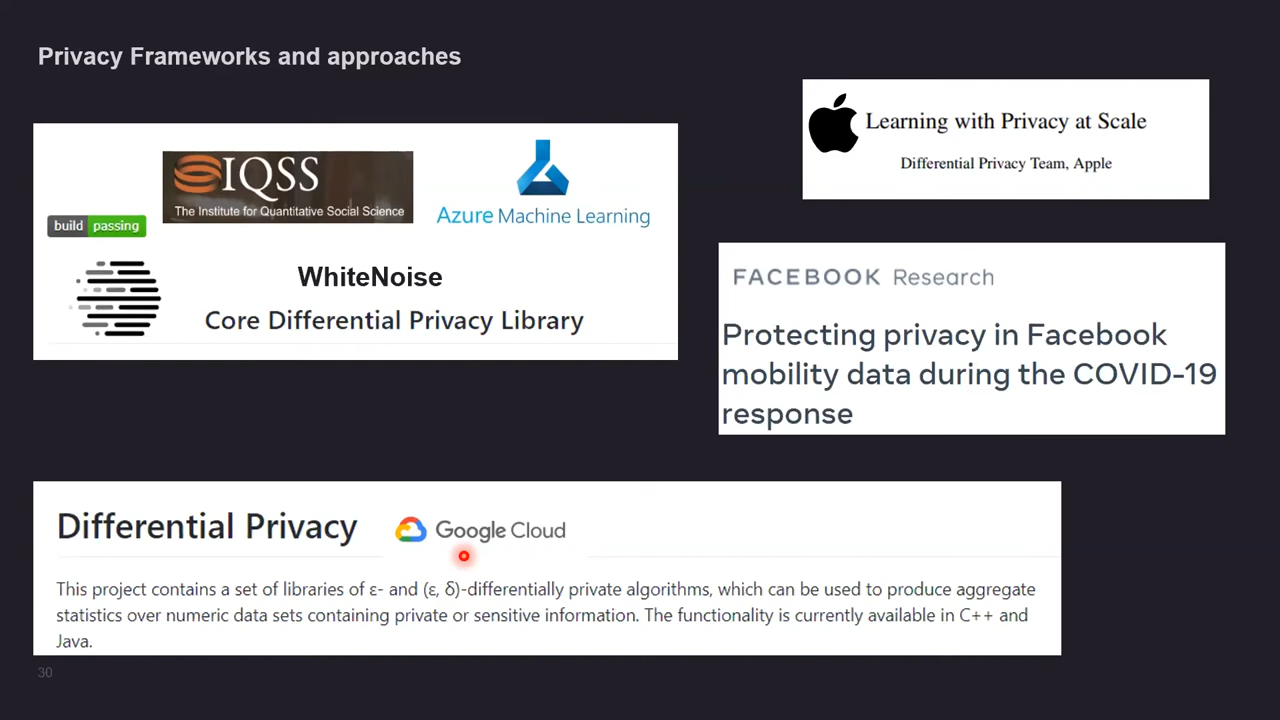 Privacy Frameworks and approaches
IQSS
The Institute for Quantitative Social Science
Azure Machine Learning
build passing
WhiteNoise
Core Differential Privacy Library
Learning with Privacy at Scale
Differential Privacy Team, Apple
FACEBOOK Research
Protecting privacy in Facebook
mobility data during the COVID-19
response
Differential Privacy
Google Cloud
This project contains a set of libraries of ε- and (ε, δ)-differentially private algorithms, which can be used to produce aggregate
statistics over numeric data sets containing private or sensitive information. The functionality is currently available in C++ and
Java.
30